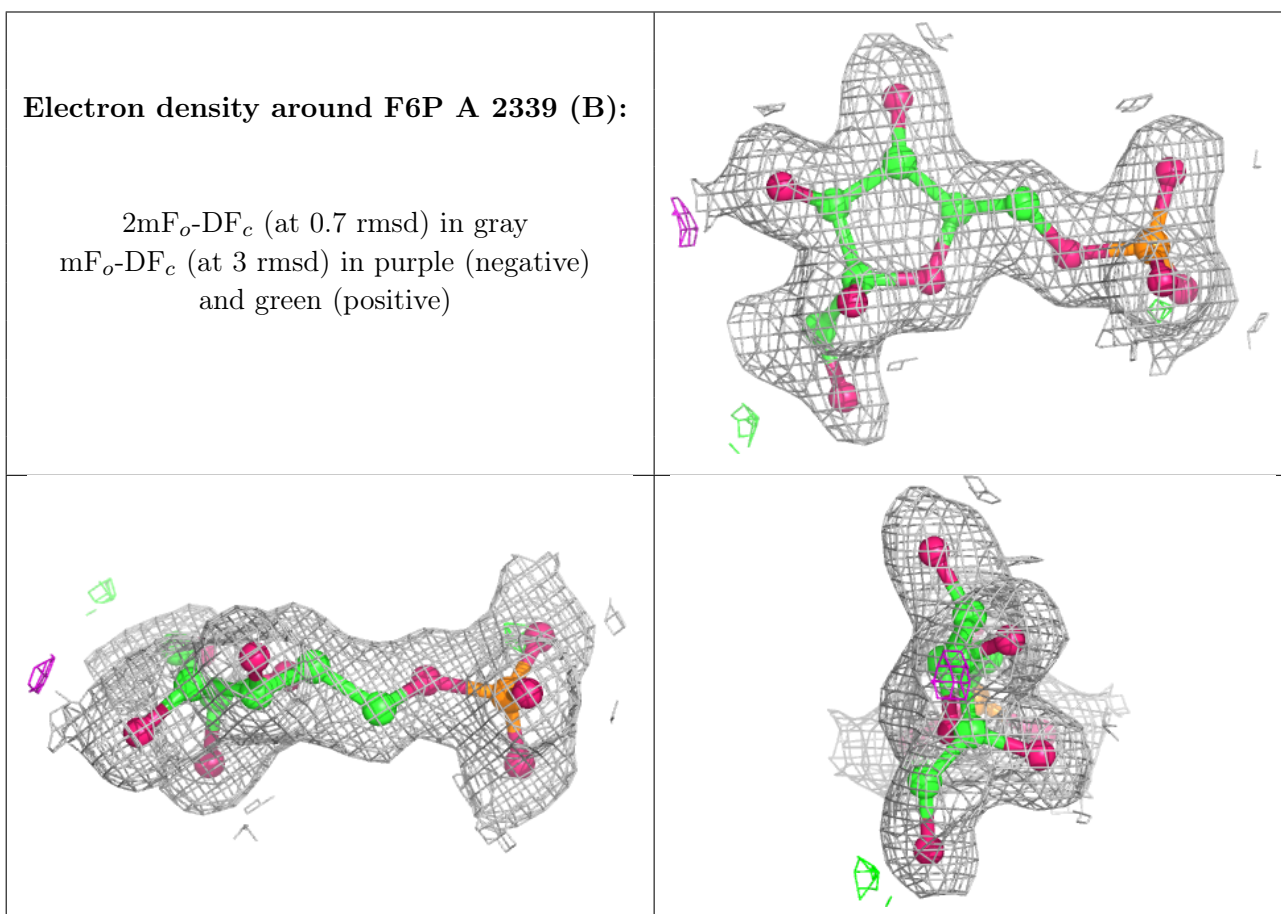 Electron density around F6P A 2339 (B):
2mFₒ-DF𝒸 (at 0.7 rmsd) in gray
mFₒ-DF𝒸 (at 3 rmsd) in purple (negative)
and green (positive)